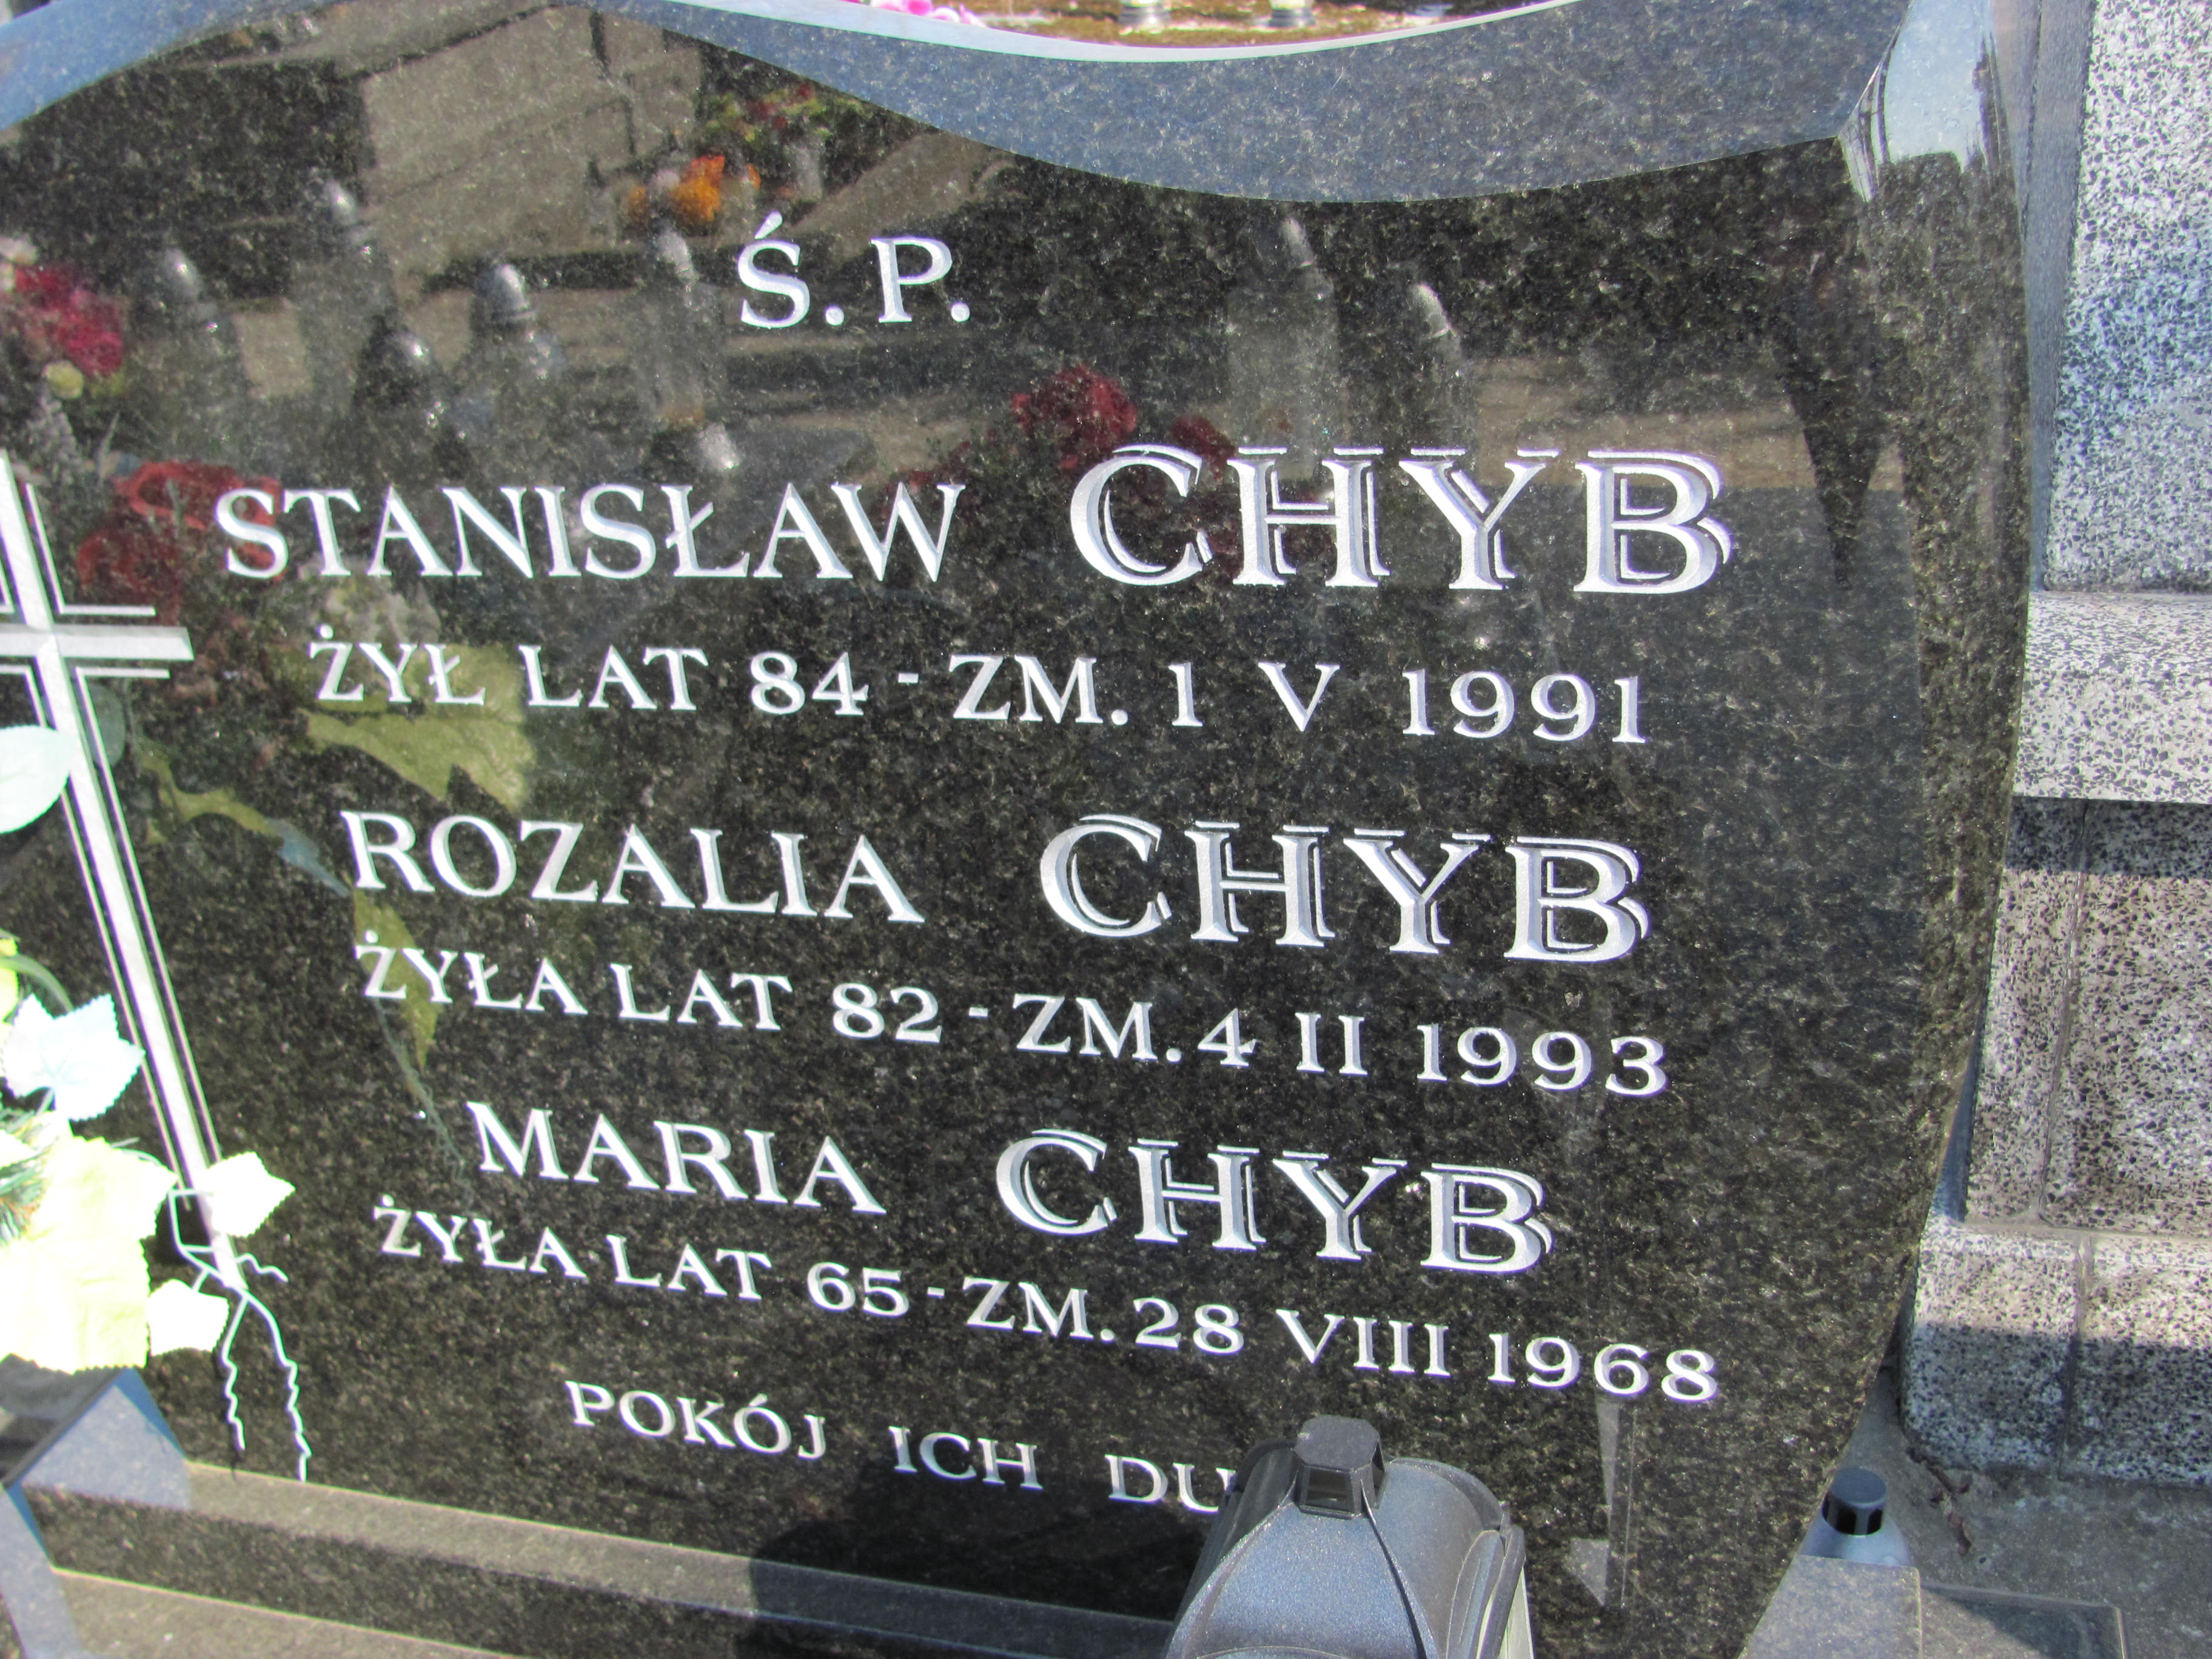 Ś. P.
STANISŁAW CHYB
ŻYŁ LAT 84 - ZM. 1 V 1991
ROZALIA CHYB
ŻYŁA LAT 82 - ZM. 4 II 1993
MARIA CHYB
ŻYŁA LAT 65 - ZM. 28 VIII 1968
POKÓJ ICH